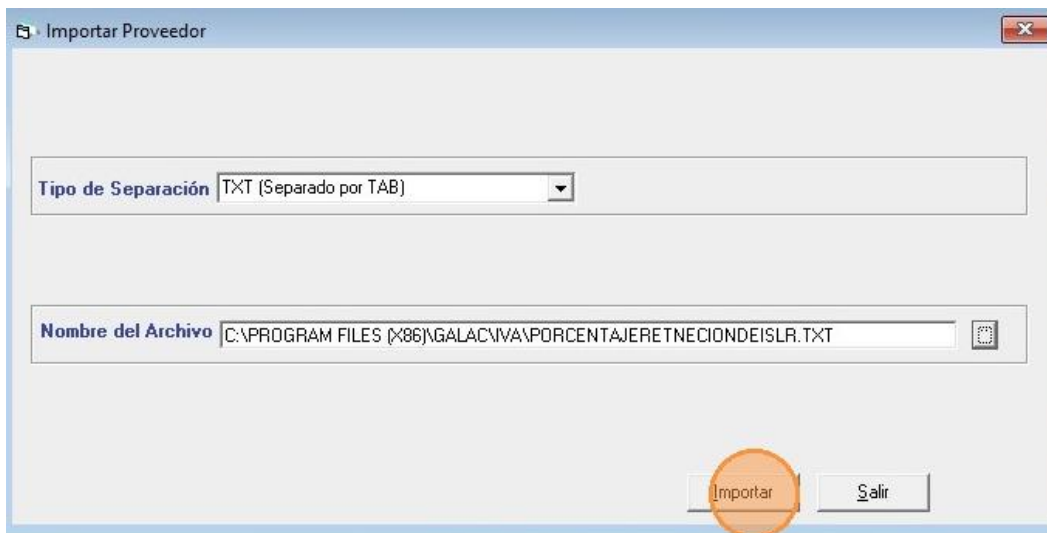 Importar Proveedor
Tipo de Separación TXT (Separado por TAB)
Nombre del Archivo C:\PROGRAM FILES (X86)\GALAC\IVA\PORCENTAJERETNECIONDEISLR.TXT
Importar Salir